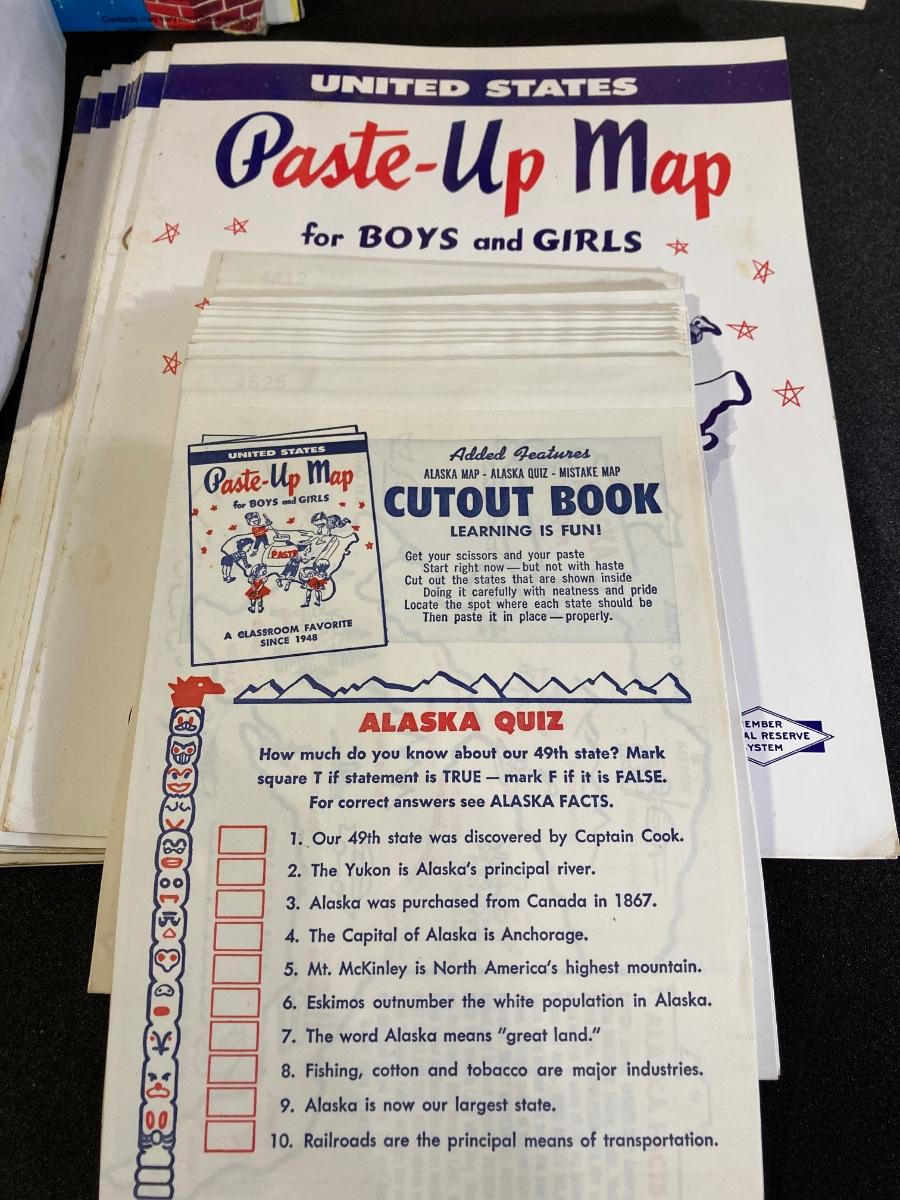 Contents may vary
UNITED STATES
Paste-Up Map
for BOYS and GIRLS
4612
4625
UNITED STATES
Paste-Up Map
for BOYS and GIRLS
PASTE
A CLASSROOM FAVORITE
SINCE 1948
Added Features
ALASKA MAP - ALASKA QUIZ - MISTAKE MAP
CUTOUT BOOK
LEARNING IS FUN!
Get your scissors and your paste
Start right now — but not with haste
Cut out the states that are shown inside
Doing it carefully with neatness and pride
Locate the spot where each state should be
Then paste it in place — properly.
EMBER
AL RESERVE
YSTEM
ALASKA QUIZ
How much do you know about our 49th state? Mark
square T if statement is TRUE — mark F if it is FALSE.
For correct answers see ALASKA FACTS.
1. Our 49th state was discovered by Captain Cook.
2. The Yukon is Alaska's principal river.
3. Alaska was purchased from Canada in 1867.
4. The Capital of Alaska is Anchorage.
5. Mt. McKinley is North America's highest mountain.
6. Eskimos outnumber the white population in Alaska.
7. The word Alaska means "great land."
8. Fishing, cotton and tobacco are major industries.
9. Alaska is now our largest state.
10. Railroads are the principal means of transportation.